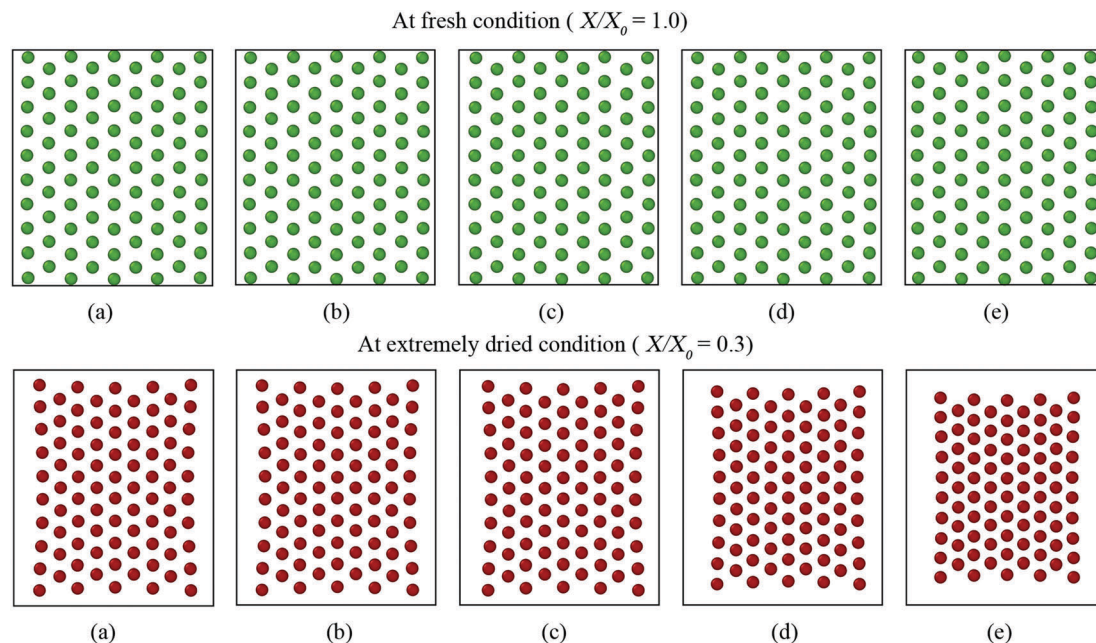 At fresh condition ( X/X₀ = 1.0)
(a) (b) (c) (d) (e)
At extremely dried condition ( X/X₀ = 0.3)
(a) (b) (c) (d) (e)